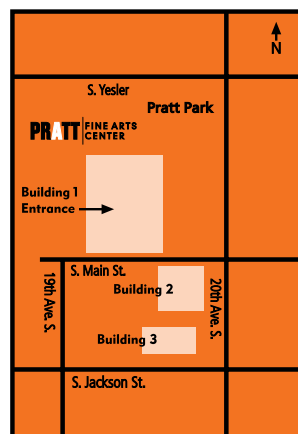 N
S. Yesler
Pratt Park
PRATT FINE ARTS
CENTER
Building 1
Entrance
S. Main St.
19th Ave. S.
Building 2
20th Ave. S.
Building 3
S. Jackson St.